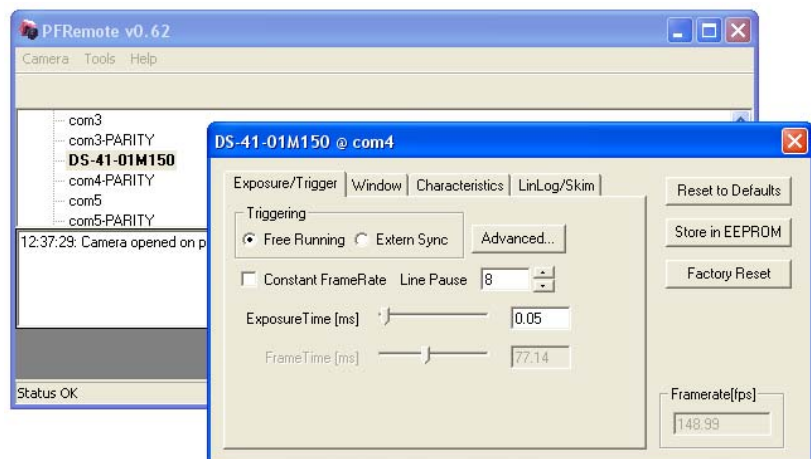 PFRemote v0.62
Camera Tools Help
com3
com3-PARITY
DS-41-01M150
com4-PARITY
com5
com5-PARITY
12:37:29: Camera opened on p
Status OK
DS-41-01M150 @ com4
Exposure/Trigger Window Characteristics LinLog/Skim
Triggering
Free Running Extern Sync Advanced...
Constant FrameRate Line Pause 8
ExposureTime [ms] 0.05
FrameTime [ms] 77.14
Reset to Defaults
Store in EEPROM
Factory Reset
Framerate[fps]
148.99